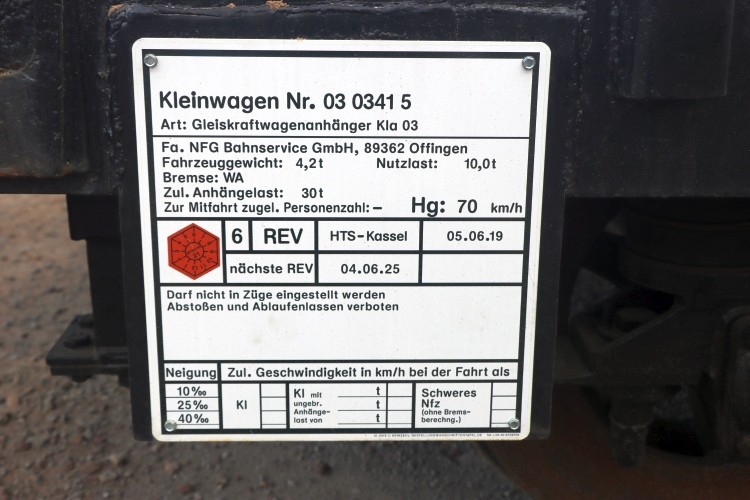 Kleinwagen Nr. 03 0341 5
Art: Gleiskraftwagenanhänger Kla 03
Fa. NFG Bahnservice GmbH, 89362 Offingen
Fahrzeuggewicht: 4,2t Nutzlast: 10,0t
Bremse: WA
Zul. Anhängelast: 30t
Zur Mitfahrt zugel. Personenzahl: – Hg: 70 km/h
6 REV HTS-Kassel 05.06.19
nächste REV 04.06.25
Darf nicht in Züge eingestellt werden
Abstoßen und Ablaufenlassen verboten
Neigung Zul. Geschwindigkeit in km/h bei der Fahrt als
10‰
25‰
40‰
Kl
Kl mit t
ungebr. t
Anhänge-
last von t
Schweres
Nfz
(ohne Brems-
berechng.)